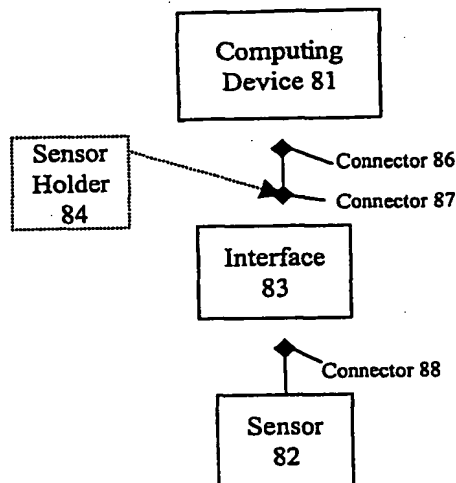 Computing
Device 81
Sensor
Holder
84
Connector 86
Connector 87
Interface
83
Connector 88
Sensor
82